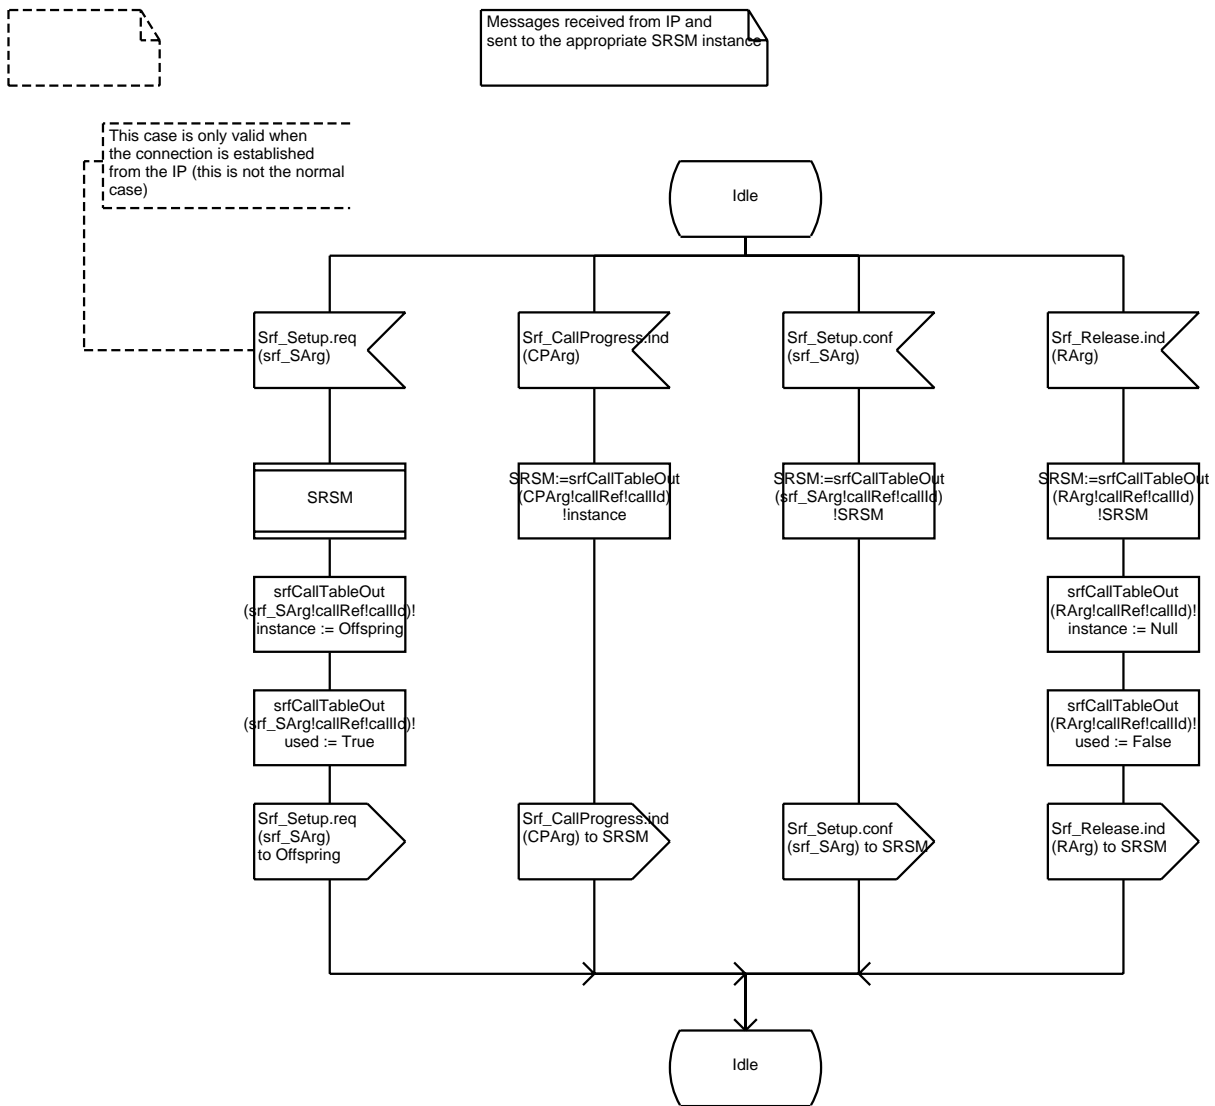 Messages received from IP and
sent to the appropriate SRSM instance
This case is only valid when
the connection is established
from the IP (this is not the normal
case)
Idle
Srf_Setup.req
(srf_SArg)
Srf_CallProgress.ind
(CPArg)
Srf_Setup.conf
(srf_SArg)
Srf_Release.ind
(RArg)
SRSM
SRSM:=srfCallTableOut
(CPArg!callRef!callId)
!instance
SRSM:=srfCallTableOut
(srf_SArg!callRef!callId)
!SRSM
SRSM:=srfCallTableOut
(RArg!callRef!callId)
!SRSM
srfCallTableOut
(srf_SArg!callRef!callId)!
instance := Offspring
srfCallTableOut
(RArg!callRef!callId)!
instance := Null
srfCallTableOut
(srf_SArg!callRef!callId)!
used := True
srfCallTableOut
(RArg!callRef!callId)!
used := False
Srf_Setup.req
(srf_SArg)
to Offspring
Srf_CallProgress.ind
(CPArg) to SRSM
Srf_Setup.conf
(srf_SArg) to SRSM
Srf_Release.ind
(RArg) to SRSM
Idle